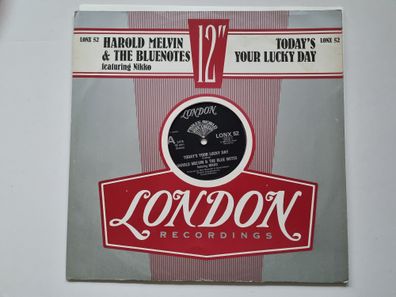 LONX 52
HAROLD MELVIN
& THE BLUENOTES
featuring Nikko
12"
TODAY'S
YOUR LUCKY DAY
LONX 52
LONDON
A
LONX 52
TODAY'S YOUR LUCKY DAY
HAROLD MELVIN & THE BLUE NOTES
LONDON
RECORDINGS